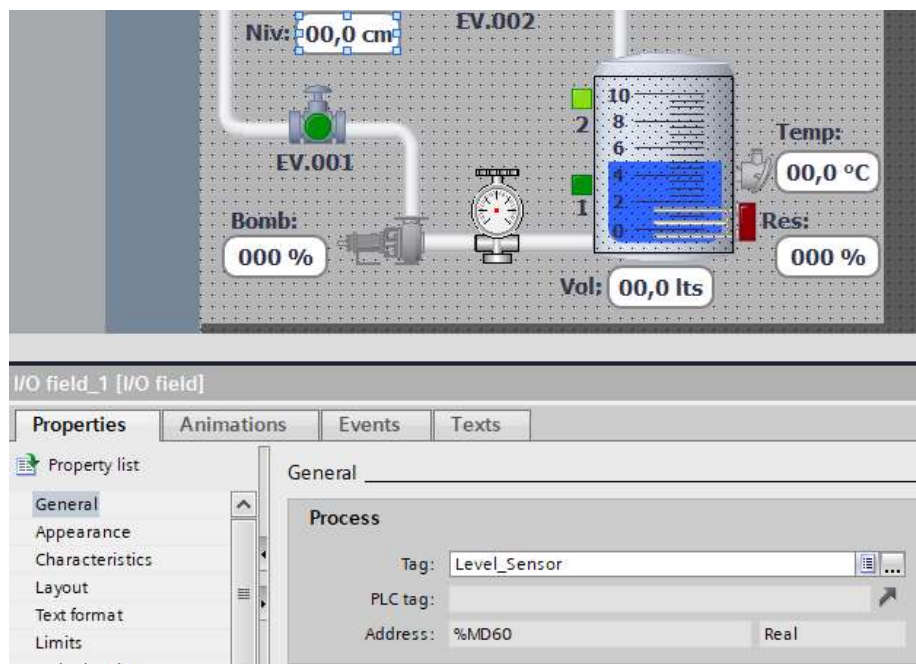 Niv: 00,0 cm
EV.002
10
8
6
4
2
0
2
1
Temp:
00,0 °C
EV.001
Bomb:
000 %
Res:
000 %
Vol: 00,0 lts
I/O field_1 [I/O field]
Properties Animations Events Texts
Property list
General
Appearance
Characteristics
Layout
Text format
Limits
General
Process
Tag: Level_Sensor
...
PLC tag:
Address: %MD60 Real